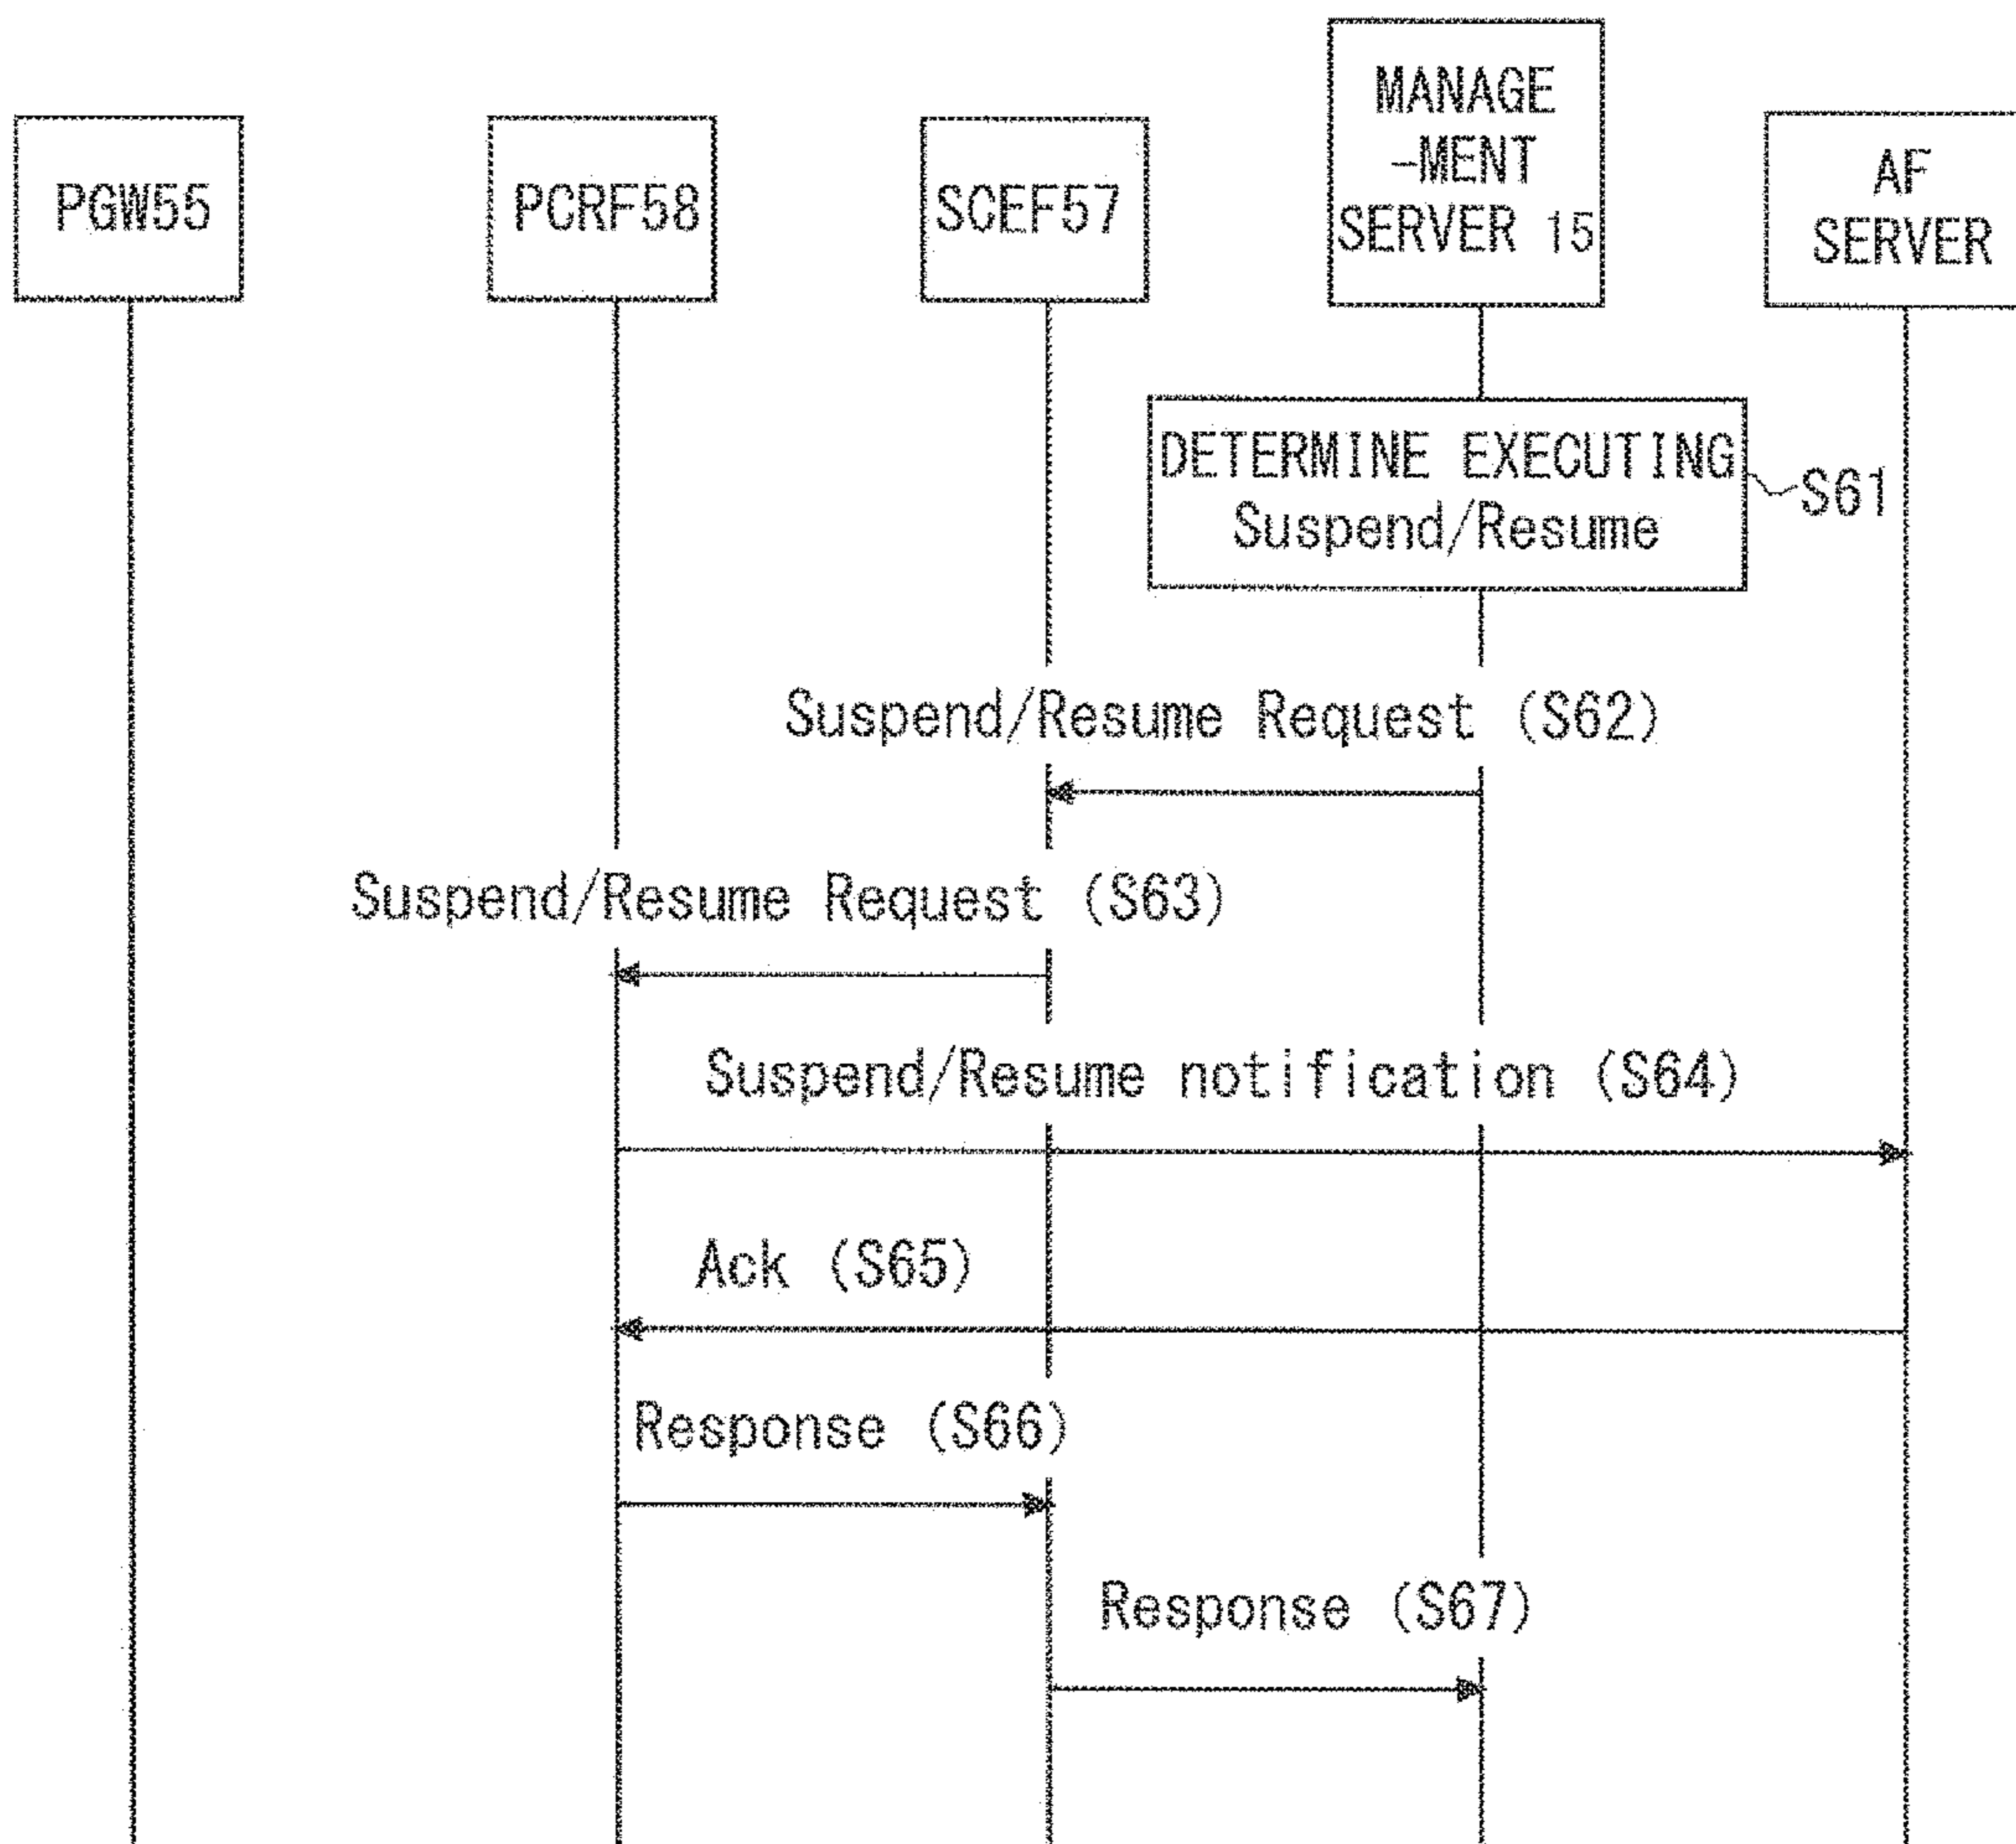 PGW55
PCRF58
SCEF57
MANAGE
-MENT
SERVER 15
AF
SERVER
DETERMINE EXECUTING
Suspend/Resume
S61
Suspend/Resume Request (S62)
Suspend/Resume Request (S63)
Suspend/Resume notification (S64)
Ack (S65)
Response (S66)
Response (S67)